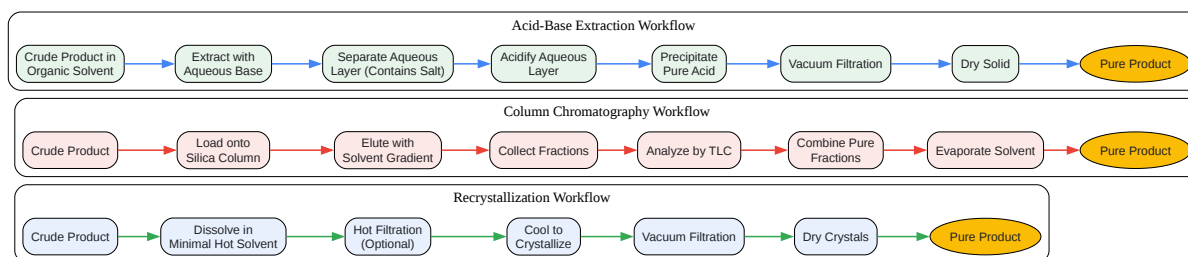 Acid-Base Extraction Workflow
Crude Product in
Organic Solvent
Extract with
Aqueous Base
Separate Aqueous
Layer (Contains Salt)
Acidify Aqueous
Layer
Precipitate
Pure Acid
Vacuum Filtration
Dry Solid
Pure Product
Column Chromatography Workflow
Crude Product
Load onto
Silica Column
Elute with
Solvent Gradient
Collect Fractions
Analyze by TLC
Combine Pure
Fractions
Evaporate Solvent
Pure Product
Recrystallization Workflow
Crude Product
Dissolve in
Minimal Hot Solvent
Hot Filtration
(Optional)
Cool to
Crystallize
Vacuum Filtration
Dry Crystals
Pure Product